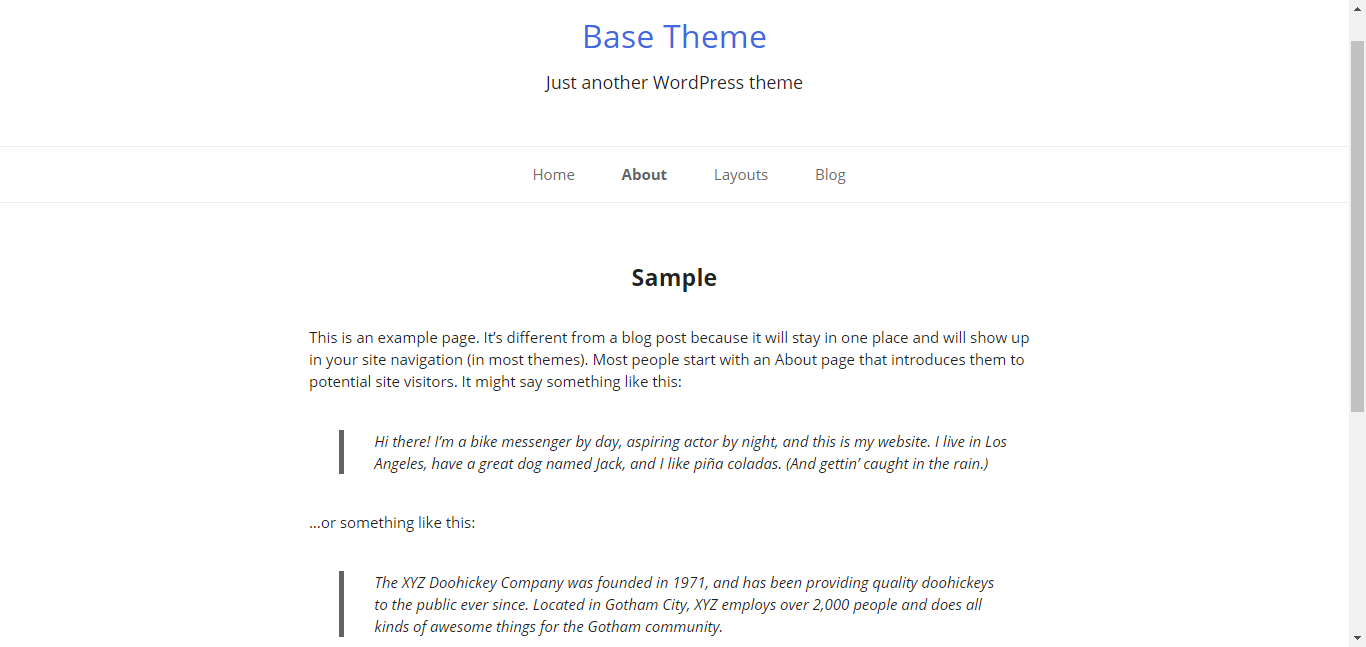 Base Theme
Just another WordPress theme
Home About Layouts Blog
Sample
This is an example page. It’s different from a blog post because it will stay in one place and will show up
in your site navigation (in most themes). Most people start with an About page that introduces them to
potential site visitors. It might say something like this:
Hi there! I’m a bike messenger by day, aspiring actor by night, and this is my website. I live in Los
Angeles, have a great dog named Jack, and I like piña coladas. (And gettin’ caught in the rain.)
…or something like this:
The XYZ Doohickey Company was founded in 1971, and has been providing quality doohickeys
to the public ever since. Located in Gotham City, XYZ employs over 2,000 people and does all
kinds of awesome things for the Gotham community.